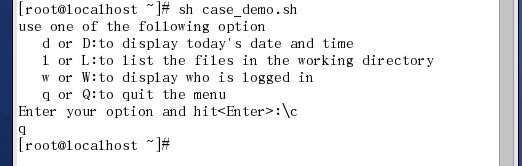 [root@localhost ~]# sh case_demo.sh
use one of the following option
d or D:to display today's date and time
l or L:to list the files in the working directory
w or W:to display who is logged in
q or Q:to quit the menu
Enter your option and hit<Enter>:\c
q
[root@localhost ~]#